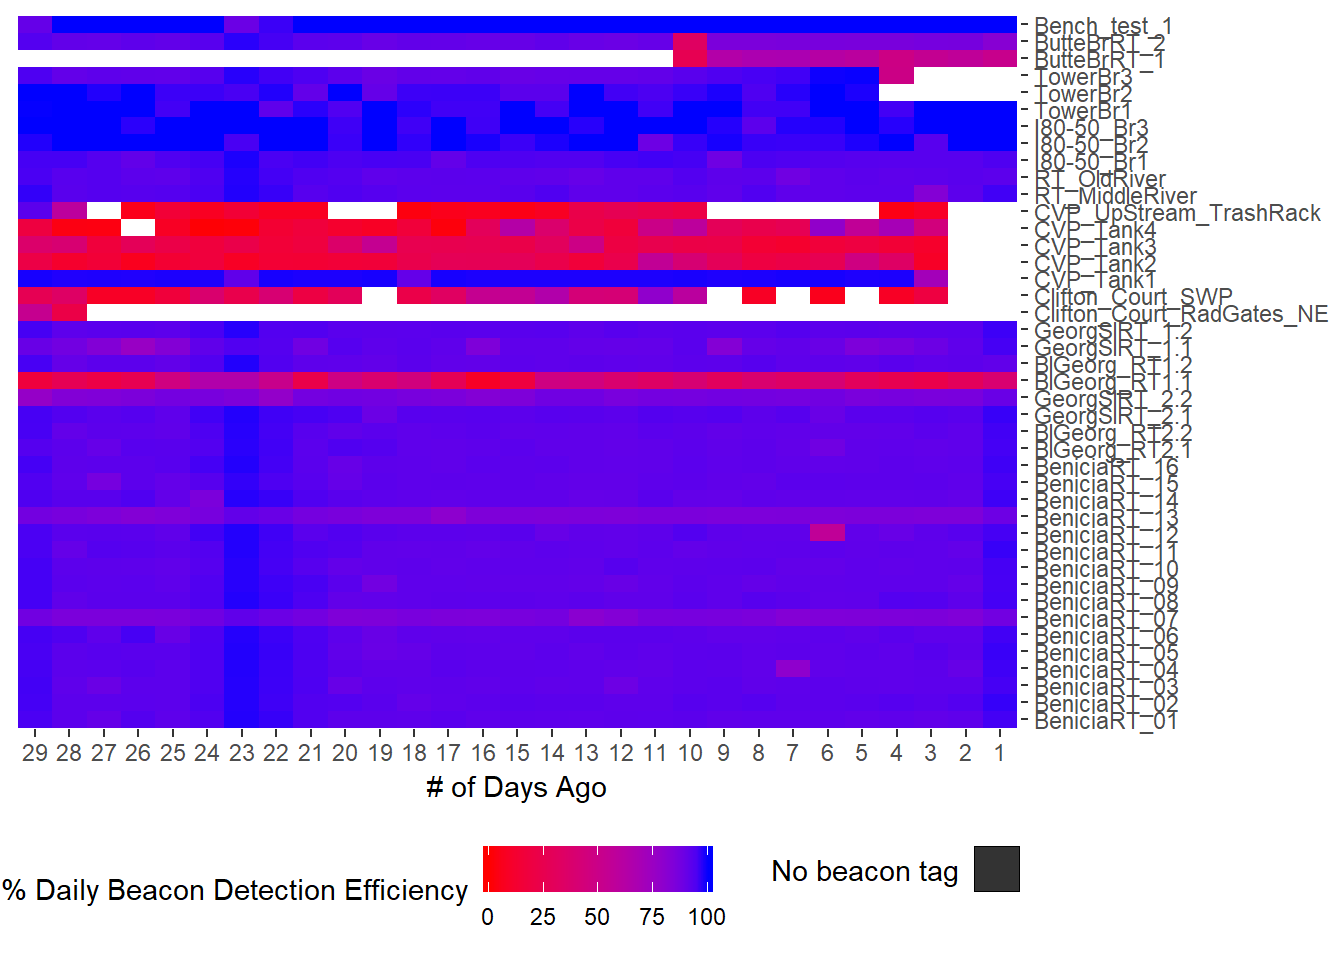 Bench_test_1
ButteBrRT_2
ButteBrRT_1
TowerBr3
TowerBr2
TowerBr1
I80-50_Br3
I80-50_Br2
I80-50_Br1
RT_OldRiver
RT_MiddleRiver
CVP_UpStream_TrashRack
CVP_Tank4
CVP_Tank3
CVP_Tank2
CVP_Tank1
Clifton_Court_SWP
Clifton_Court_RadGates_NE
GeorgSlRT_1.2
GeorgSlRT_1.1
BlGeorg_RT1.2
BlGeorg_RT1.1
GeorgSlRT_2.2
GeorgSlRT_2.1
BlGeorg_RT2.2
BlGeorg_RT2.1
BeniciaRT_16
BeniciaRT_15
BeniciaRT_14
BeniciaRT_13
BeniciaRT_12
BeniciaRT_11
BeniciaRT_10
BeniciaRT_09
BeniciaRT_08
BeniciaRT_07
BeniciaRT_06
BeniciaRT_05
BeniciaRT_04
BeniciaRT_03
BeniciaRT_02
BeniciaRT_01
29 28 27 26 25 24 23 22 21 20 19 18 17 16 15 14 13 12 11 10 9 8 7 6 5 4 3 2 1
# of Days Ago
% Daily Beacon Detection Efficiency
0 25 50 75 100
No beacon tag